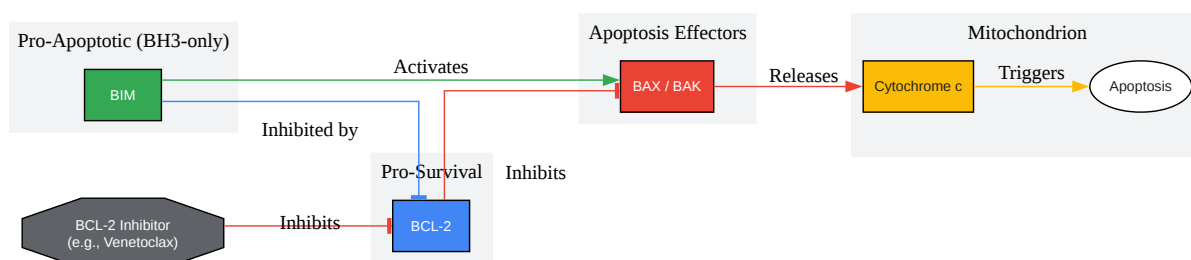 Pro-Apoptotic (BH3-only)
BIM
Activates
Inhibited by
Apoptosis Effectors
BAX / BAK
Releases
Mitochondrion
Cytochrome c
Triggers
Apoptosis
Pro-Survival
BCL-2
Inhibits
BCL-2 Inhibitor
(e.g., Venetoclax)
Inhibits